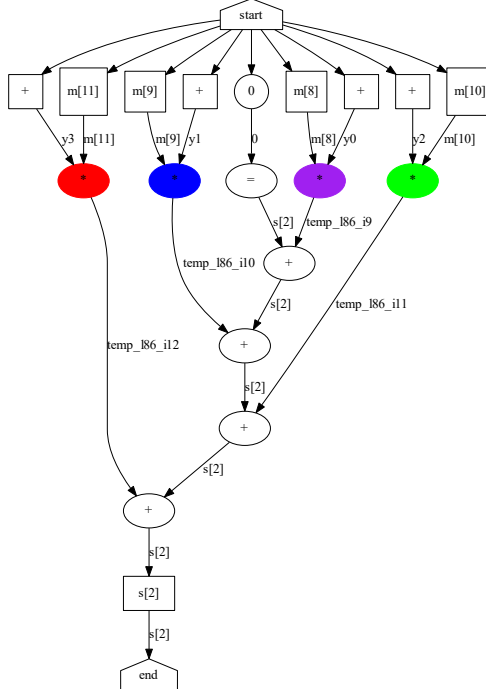 start
+ m[11] m[9] + 0 m[8] + + m[10]
y3 m[11] m[9] y1 0 m[8] y0 y2 m[10]
* * = * *
s[2] temp_l86_i9
+
temp_l86_i10 s[2] temp_l86_i11
+
temp_l86_i12 s[2]
+
s[2]
+
s[2]
s[2]
s[2]
end